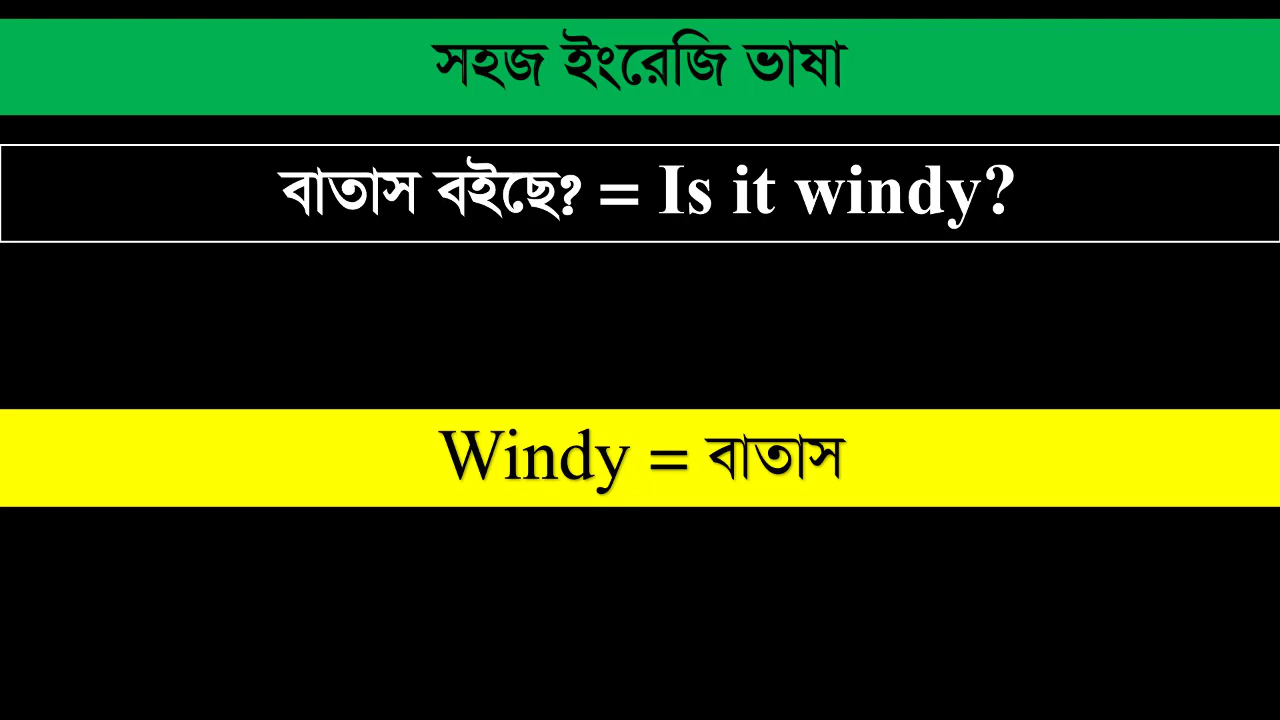 সহজ ইংরেজি ভাষা
বাতাস বইছে? = Is it windy?
Windy = বাতাস